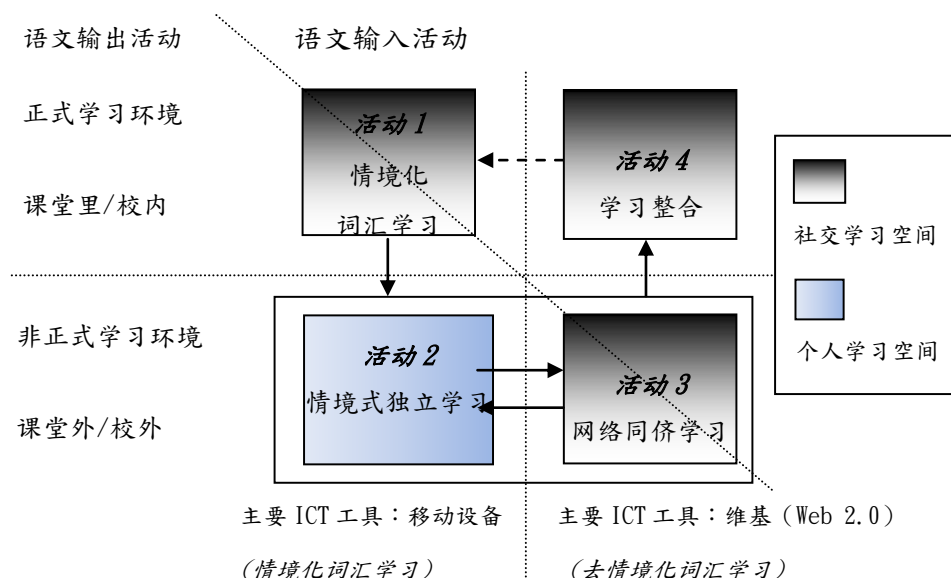 语文输出活动
语文输入活动
正式学习环境
课堂里/校内
活动1
情境化
词汇学习
活动4
学习整合
社交学习空间
个人学习空间
非正式学习环境
课堂外/校外
活动2
情境式独立学习
活动3
网络同侪学习
主要 ICT 工具：移动设备
(情境化词汇学习)
主要 ICT 工具：维基（Web 2.0）
(去情境化词汇学习)